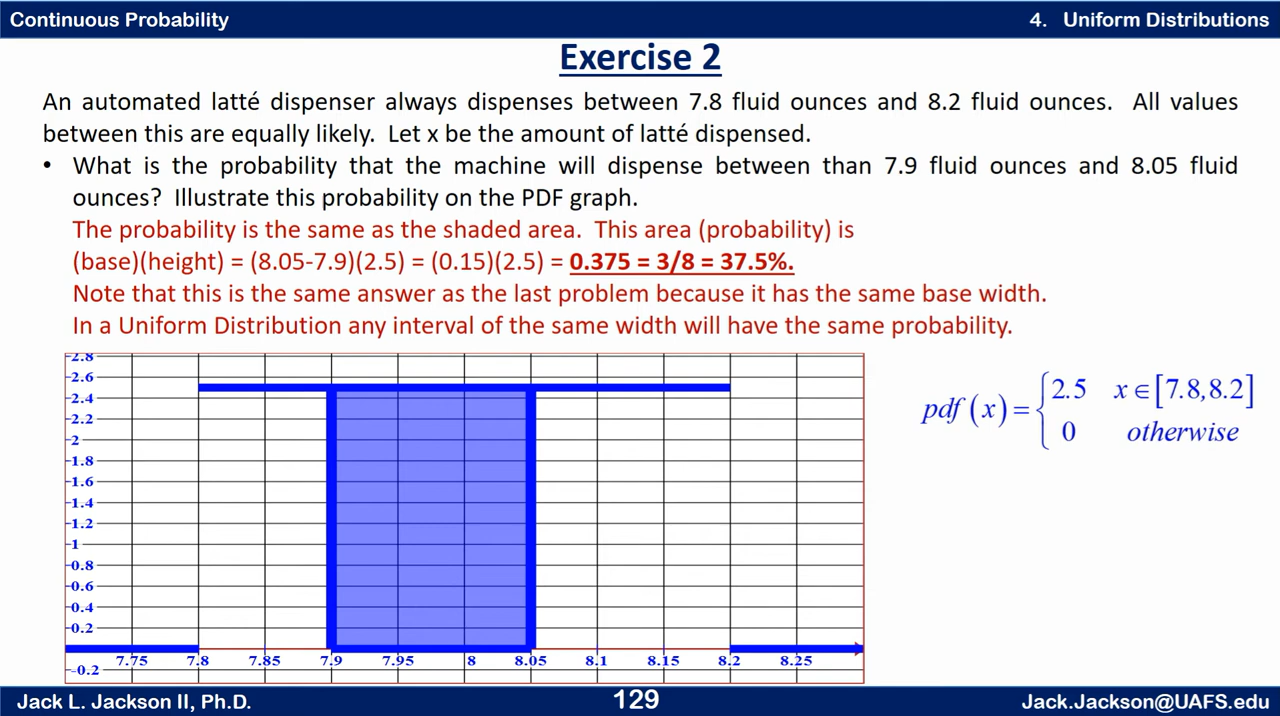 Continuous Probability
4. Uniform Distributions
Exercise 2
An automated latté dispenser always dispenses between 7.8 fluid ounces and 8.2 fluid ounces. All values
between this are equally likely. Let x be the amount of latté dispensed.
• What is the probability that the machine will dispense between than 7.9 fluid ounces and 8.05 fluid
ounces? Illustrate this probability on the PDF graph.
The probability is the same as the shaded area. This area (probability) is
(base)(height) = (8.05-7.9)(2.5) = (0.15)(2.5) = 0.375 = 3/8 = 37.5%.
Note that this is the same answer as the last problem because it has the same base width.
In a Uniform Distribution any interval of the same width will have the same probability.
2.8
2.6
2.4
2.2
2
1.8
1.6
1.4
1.2
1
0.8
0.6
0.4
0.2
-0.2
7.75 7.8 7.85 7.9 7.95 8 8.05 8.1 8.15 8.2 8.25
pdf(x) = { 2.5 x ∈ [7.8,8.2]
0 otherwise
Jack L. Jackson II, Ph.D.
129
Jack.Jackson@UAFS.edu